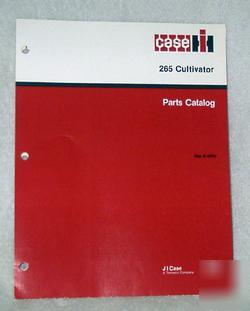 case IH
265 Cultivator
Parts Catalog
J I Case
A Tenneco Company